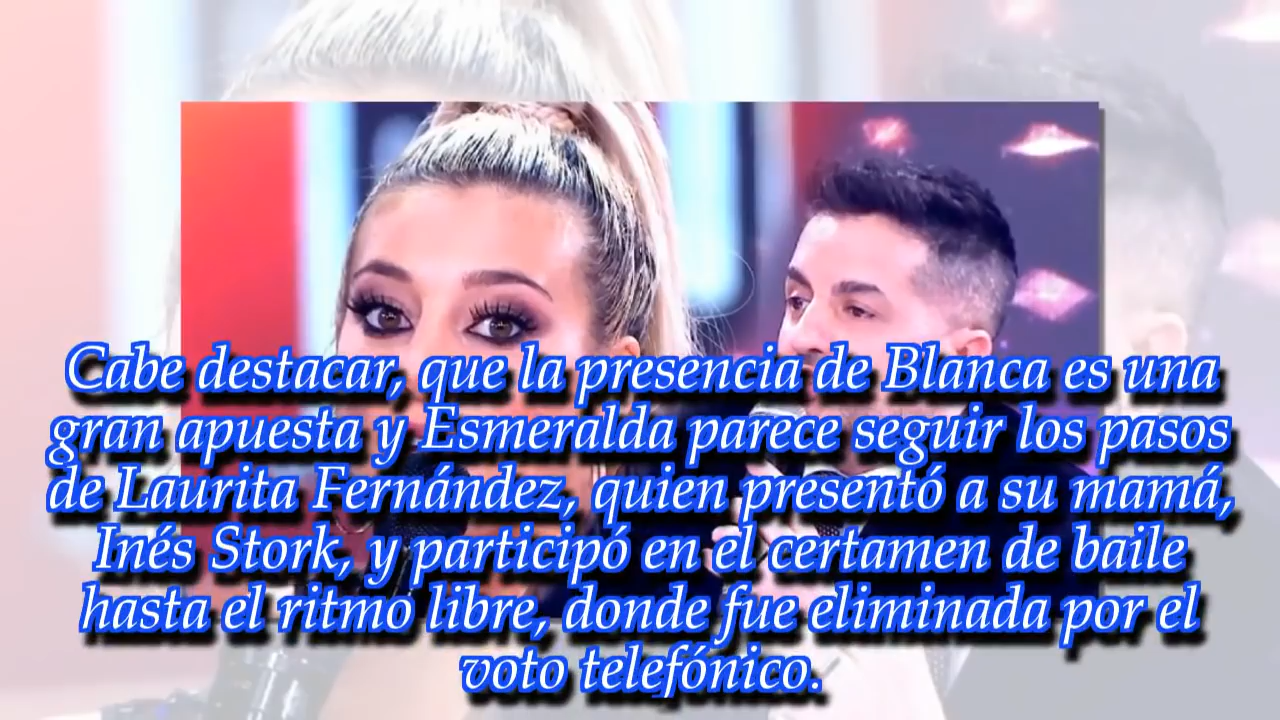 Cabe destacar, que la presencia de Blanca es una
gran apuesta y Esmeralda parece seguir los pasos
de Laurita Fernández, quien presentó a su mamá,
Inés Stork, y participó en el certamen de baile
hasta el ritmo libre, donde fue eliminada por el
voto telefónico.